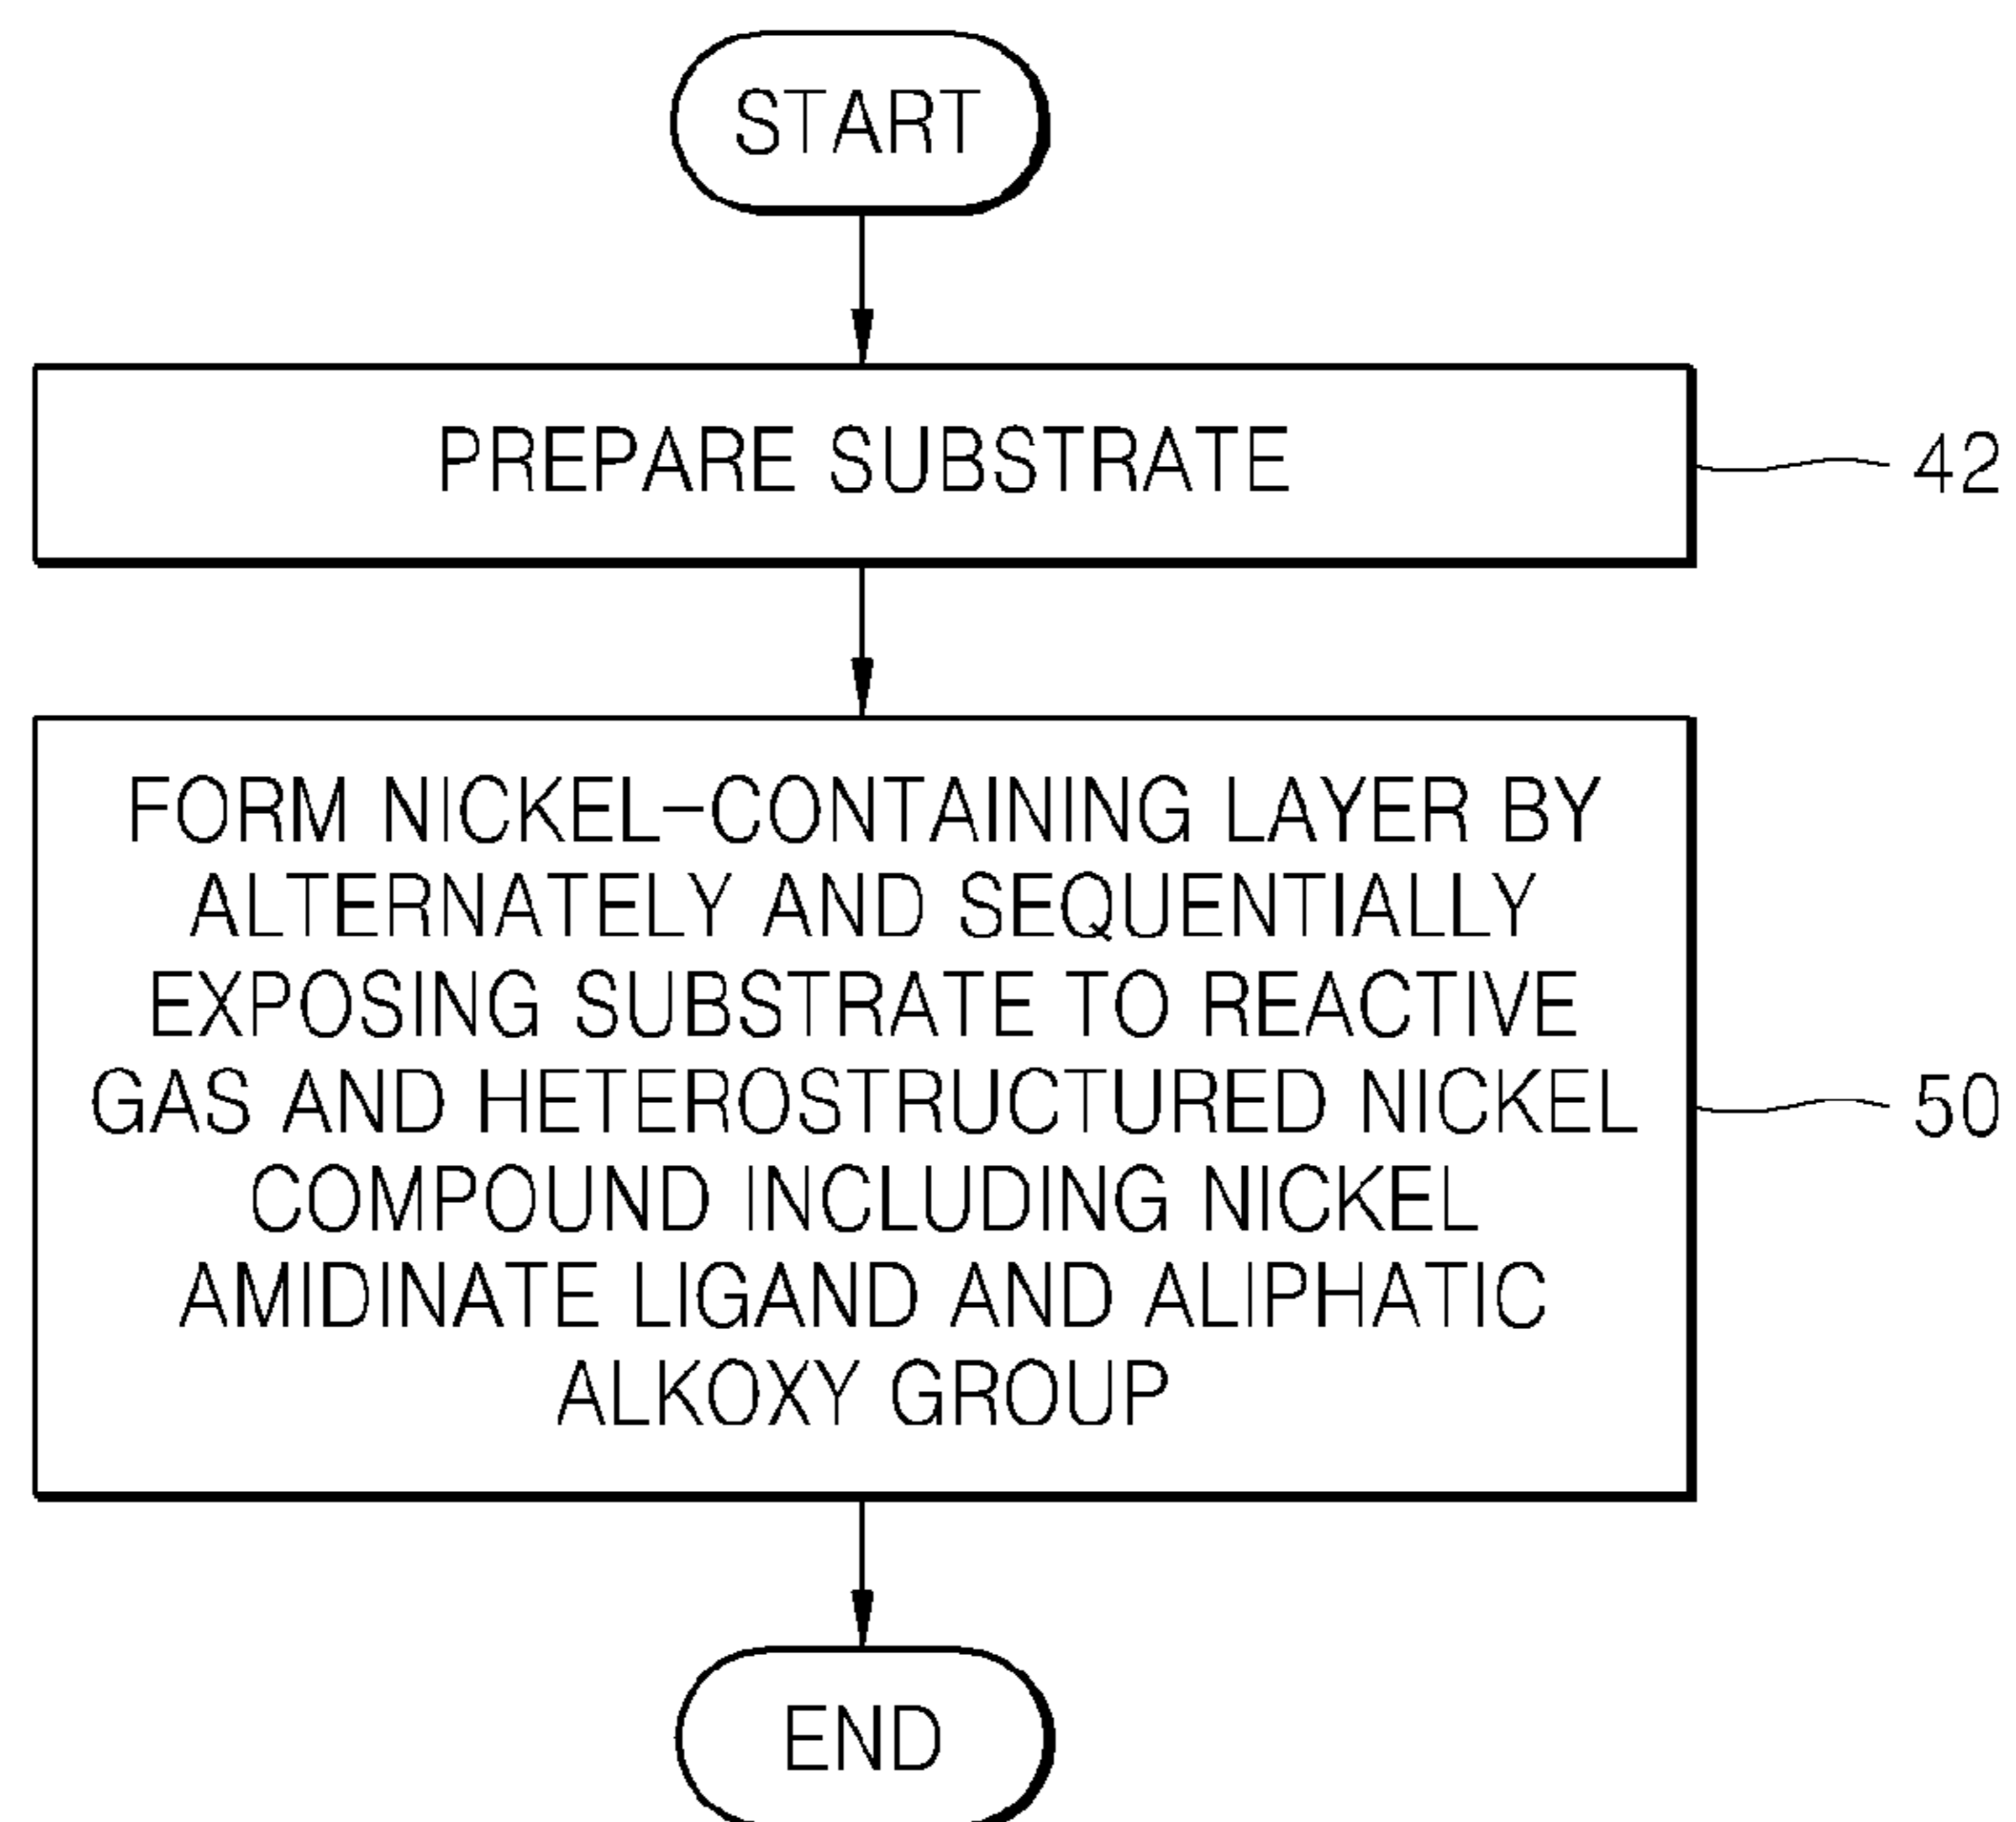 START
PREPARE SUBSTRATE
42
FORM NICKEL-CONTAINING LAYER BY
ALTERNATELY AND SEQUENTIALLY
EXPOSING SUBSTRATE TO REACTIVE
GAS AND HETEROSTRUCTURED NICKEL
COMPOUND INCLUDING NICKEL
AMIDINATE LIGAND AND ALIPHATIC
ALKOXY GROUP
50
END